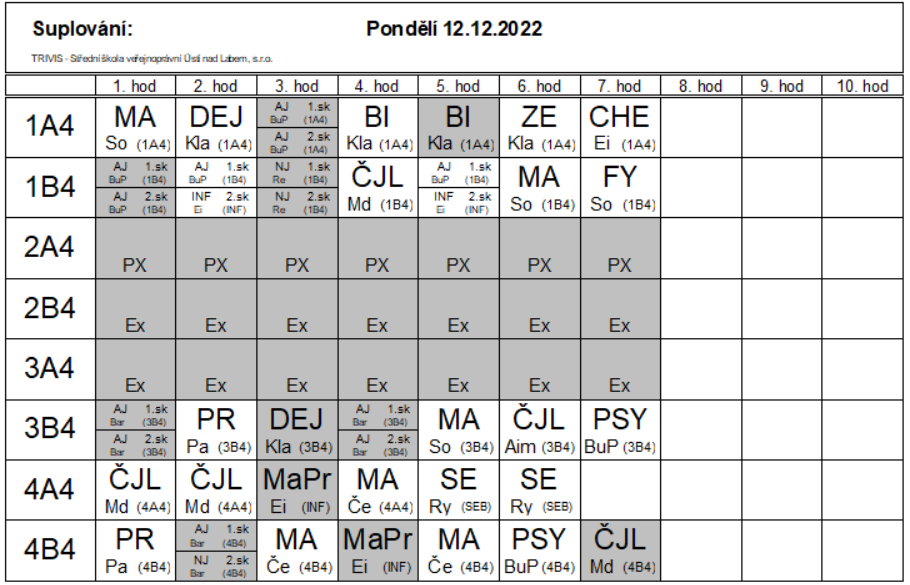 Suplování: Pondělí 12.12.2022
TRIVIS - Střední škola veřejnoprávní Ústí nad Labem, s.r.o.
1. hod 2. hod 3. hod 4. hod 5. hod 6. hod 7. hod 8. hod 9. hod 10. hod
1A4
MA
So (1A4)
DEJ
Kla (1A4)
AJ 1.sk
BuP (1A4)
AJ 2.sk
BuP (1A4)
BI
Kla (1A4)
BI
Kla (1A4)
ZE
Kla (1A4)
CHE
Ei (1A4)
1B4
AJ 1.sk
BuP (1B4)
AJ 2.sk
BuP (1B4)
AJ 1.sk
BuP (1B4)
INF 2.sk
Ei (INF)
NJ 1.sk
Re (1B4)
NJ 2.sk
Re (1B4)
ČJL
Md (1B4)
AJ 1.sk
BuP (1B4)
INF 2.sk
Ei (INF)
MA
So (1B4)
FY
So (1B4)
2A4
PX PX PX PX PX PX PX
2B4
Ex Ex Ex Ex Ex Ex Ex
3A4
Ex Ex Ex Ex Ex Ex Ex
3B4
AJ 1.sk
Bar (3B4)
AJ 2.sk
Bar (3B4)
PR
Pa (3B4)
DEJ
Kla (3B4)
AJ 1.sk
Bar (3B4)
AJ 2.sk
Bar (3B4)
MA
So (3B4)
ČJL
Aim (3B4)
PSY
BuP (3B4)
4A4
ČJL
Md (4A4)
ČJL
Md (4A4)
MaPr
Ei (INF)
MA
Če (4A4)
SE
Ry (SEB)
SE
Ry (SEB)
4B4
PR
Pa (4B4)
AJ 1.sk
Bar (4B4)
NJ 2.sk
Bar (4B4)
MA
Če (4B4)
MaPr
Ei (INF)
MA
Če (4B4)
PSY
BuP (4B4)
ČJL
Md (4B4)